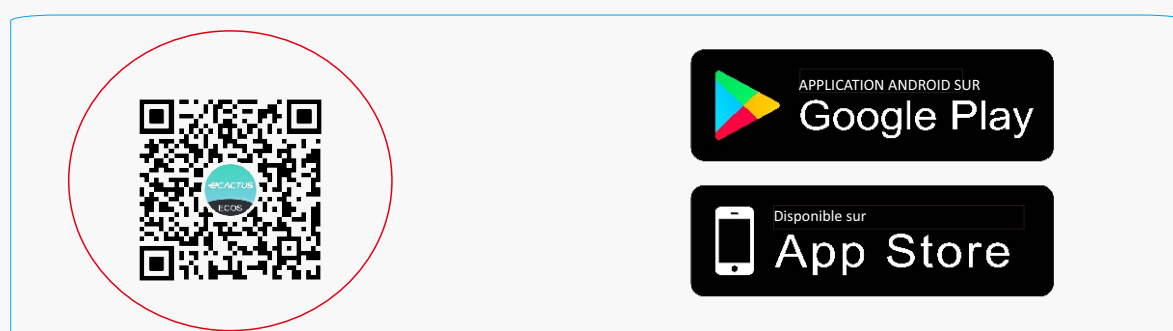 eCACTUS
ECOS
APPLICATION ANDROID SUR
Google Play
Disponible sur
App Store